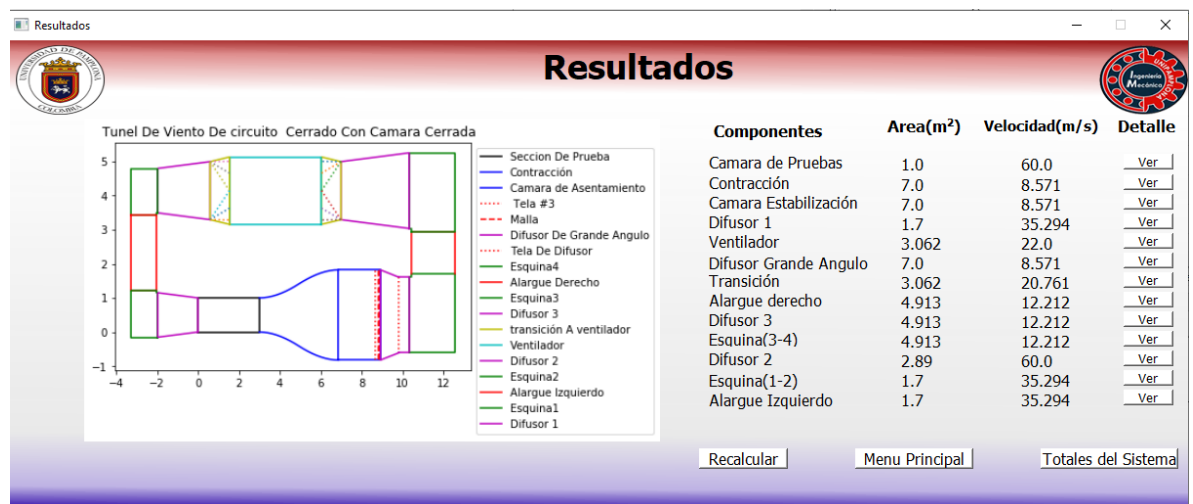 Resultados
Resultados
UNIVERSIDAD DE PAMPLONA
COLOMBIA
Ingeniería Mecánica
UNIPAMPLONA
Tunel De Viento De circuito Cerrado Con Camara Cerrada
5
4
3
2
1
0
−1
−4 −2 0 2 4 6 8 10 12
Seccion De Prueba
Contracción
Camara de Asentamiento
Tela #3
Malla
Difusor De Grande Angulo
Tela De Difusor
Esquina4
Alargue Derecho
Esquina3
Difusor 3
transición A ventilador
Ventilador
Difusor 2
Esquina2
Alargue Izquierdo
Esquina1
Difusor 1
Componentes Area(m²) Velocidad(m/s) Detalle
Camara de Pruebas 1.0 60.0 Ver
Contracción 7.0 8.571 Ver
Camara Estabilización 7.0 8.571 Ver
Difusor 1 1.7 35.294 Ver
Ventilador 3.062 22.0 Ver
Difusor Grande Angulo 7.0 8.571 Ver
Transición 3.062 20.761 Ver
Alargue derecho 4.913 12.212 Ver
Difusor 3 4.913 12.212 Ver
Esquina(3-4) 4.913 12.212 Ver
Difusor 2 2.89 60.0 Ver
Esquina(1-2) 1.7 35.294 Ver
Alargue Izquierdo 1.7 35.294 Ver
Recalcular Menu Principal Totales del Sistema